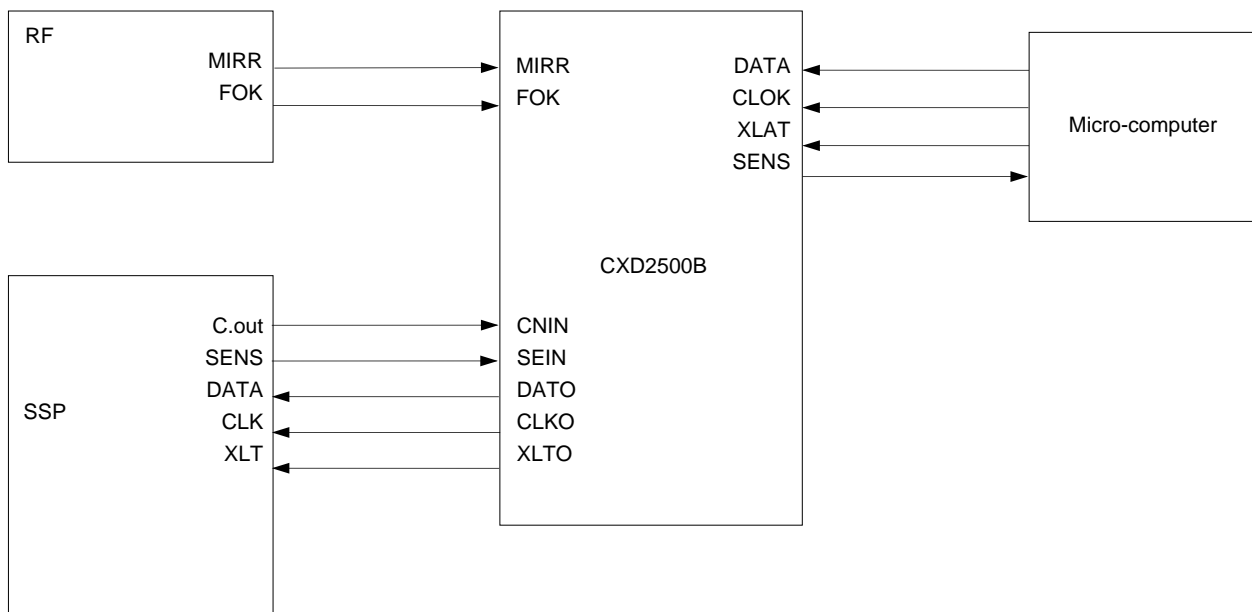 RF
MIRR
FOK
MIRR
FOK
DATA
CLOK
XLAT
SENS
Micro-computer
CXD2500B
SSP
C.out
SENS
DATA
CLK
XLT
CNIN
SEIN
DATO
CLKO
XLTO